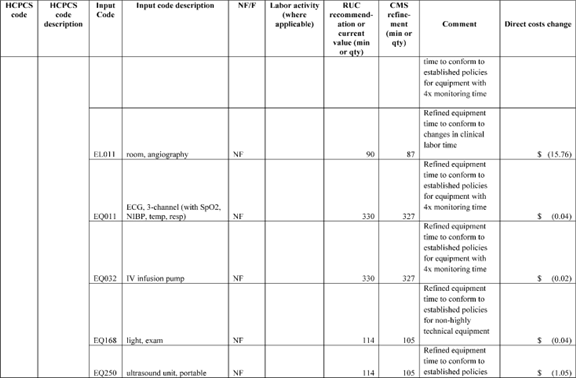 HCPCS code HCPCS code description Input Code Input code description NF/F Labor activity (where applicable) RUC recommend-ation or current value (min or qty) CMS refine-ment (min or qty) Comment Direct costs change
time to conform to
established policies
for equipment with
4x monitoring time
Refined equipment
time to conform to
changes in clinical
labor time
EL011 room, angiography NF 90 87 $ (15.76)
Refined equipment
time to conform to
established policies
for equipment with
4x monitoring time
EQ011 ECG, 3-channel (with SpO2, NIBP, temp, resp) NF 330 327 $ (0.04)
Refined equipment
time to conform to
established policies
for equipment with
4x monitoring time
EQ032 IV infusion pump NF 330 327 $ (0.02)
Refined equipment
time to conform to
established policies
for non-highly
technical equipment
EQ168 light, exam NF 114 105 $ (0.04)
Refined equipment
time to conform to
established policies
EQ250 ultrasound unit, portable NF 114 105 $ (1.05)